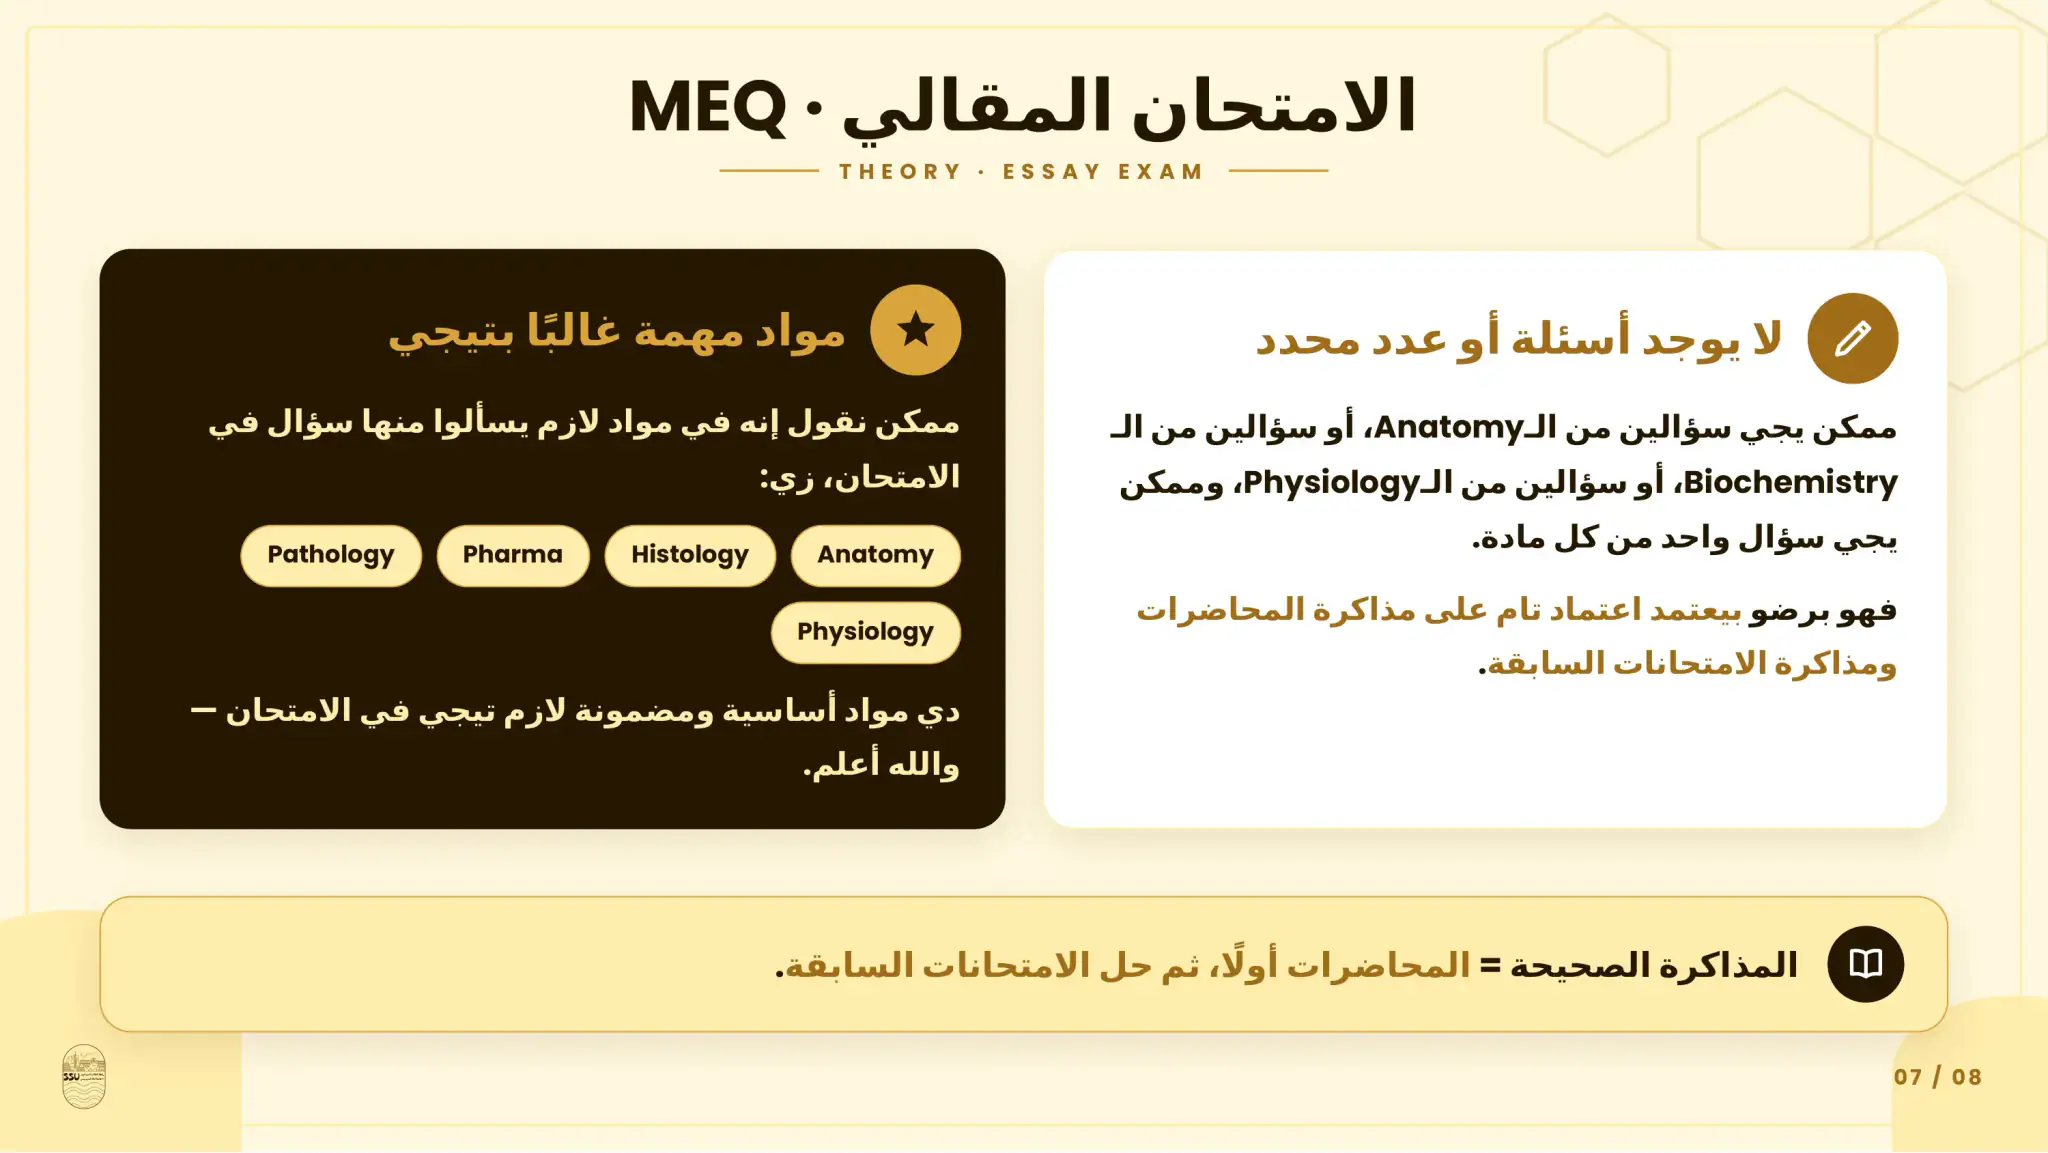 الامتحان المقالي · MEQ
THEORY · ESSAY EXAM
لا يوجد أسئلة أو عدد محدد
ممكن يجي سؤالين من الـAnatomy، أو سؤالين من الـ
Biochemistry، أو سؤالين من الـPhysiology، وممكن
يجي سؤال واحد من كل مادة.
فهو برضو بيعتمد اعتماد تام على مذاكرة المحاضرات
ومذاكرة الامتحانات السابقة.
مواد مهمة غالبًا بتيجي
ممكن نقول إنه في مواد لازم يسألوا منها سؤال في
الامتحان، زي:
Anatomy
Histology
Pharma
Pathology
Physiology
دي مواد أساسية ومضمونة لازم تيجي في الامتحان —
والله أعلم.
المذاكرة الصحيحة = المحاضرات أولًا، ثم حل الامتحانات السابقة.
SSU
07 / 08